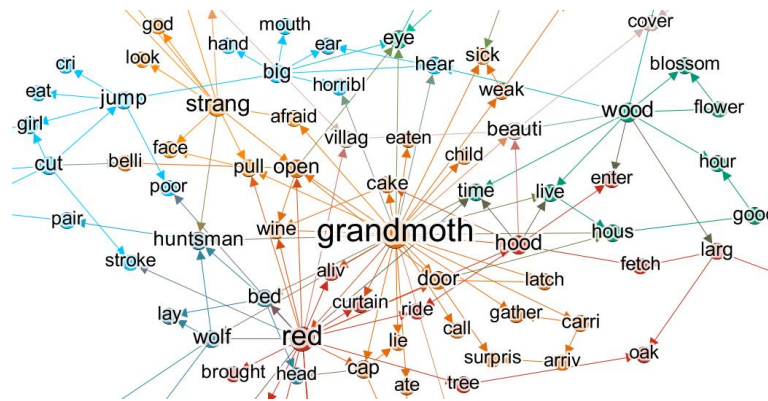 god
mouth
cover
hand
ear
eye
look
sick
cri
big
hear
blossom
horribl
eat
jump
strang
weak
wood
flower
girl
afraid
villag
eaten
beauti
face
cut
belli
pull
open
child
hour
poor
cake
time
live
enter
pair
wine
grandmoth
hous
good
huntsman
hood
stroke
aliv
door
fetch
larg
bed
curtain
ride
latch
lay
gather
wolf
red
lie
call
carri
brought
head
cap
surpris
arriv
oak
ate
tree